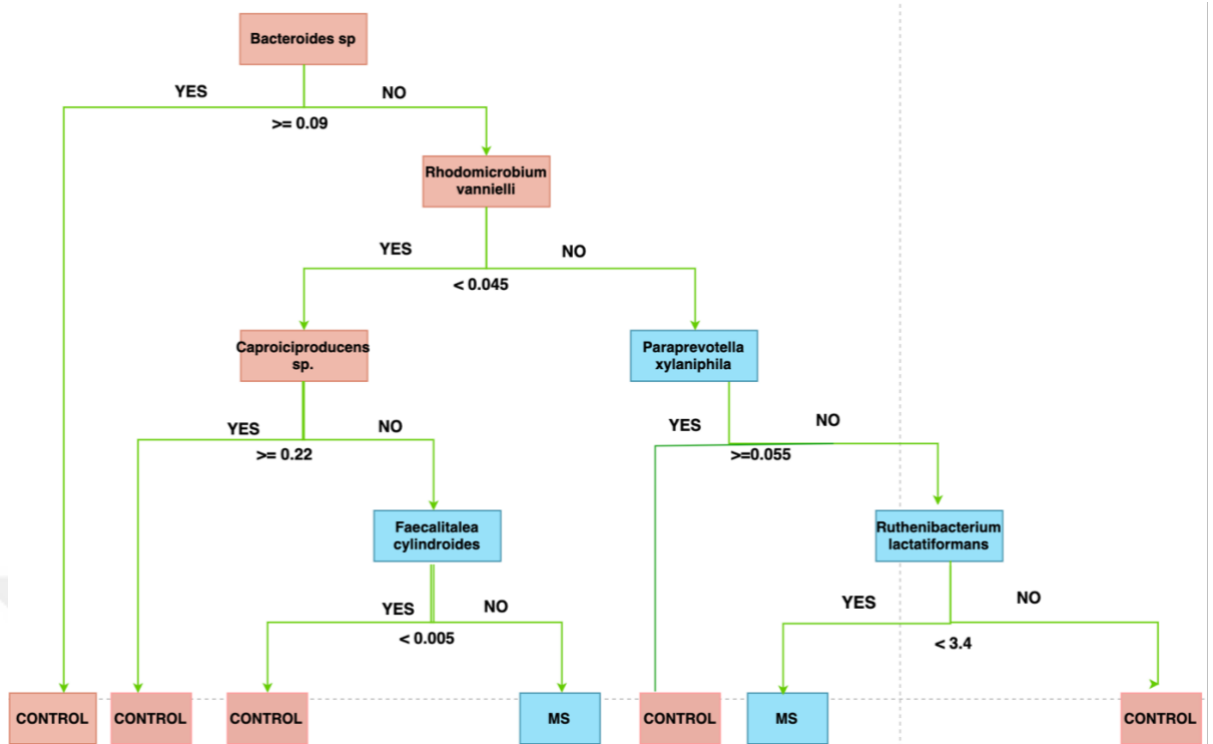 Bacteroides sp
YES
NO
>= 0.09
Rhodomicrobium
vannielli
YES
NO
< 0.045
Caproiciproducens
sp.
Paraprevotella
xylaniphila
YES
NO
>= 0.22
YES
NO
>=0.055
Faecalitalea
cylindroides
Ruthenibacterium
lactatiformans
YES
NO
< 0.005
YES
NO
< 3.4
CONTROL
CONTROL
CONTROL
MS
CONTROL
MS
CONTROL